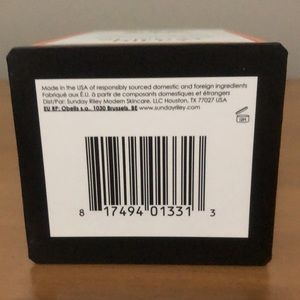 Made in the USA of responsibly sourced domestic and foreign ingredients
Fabriqué aux É.U. à partir de composants domestiques et étrangers
Dist/Par: Sunday Riley Modern Skincare, LLC Houston, TX 77027 USA
EU RP: Obelis s.a., 1030 Brussels, BE www.sundayriley.com
8 17494 01331 3